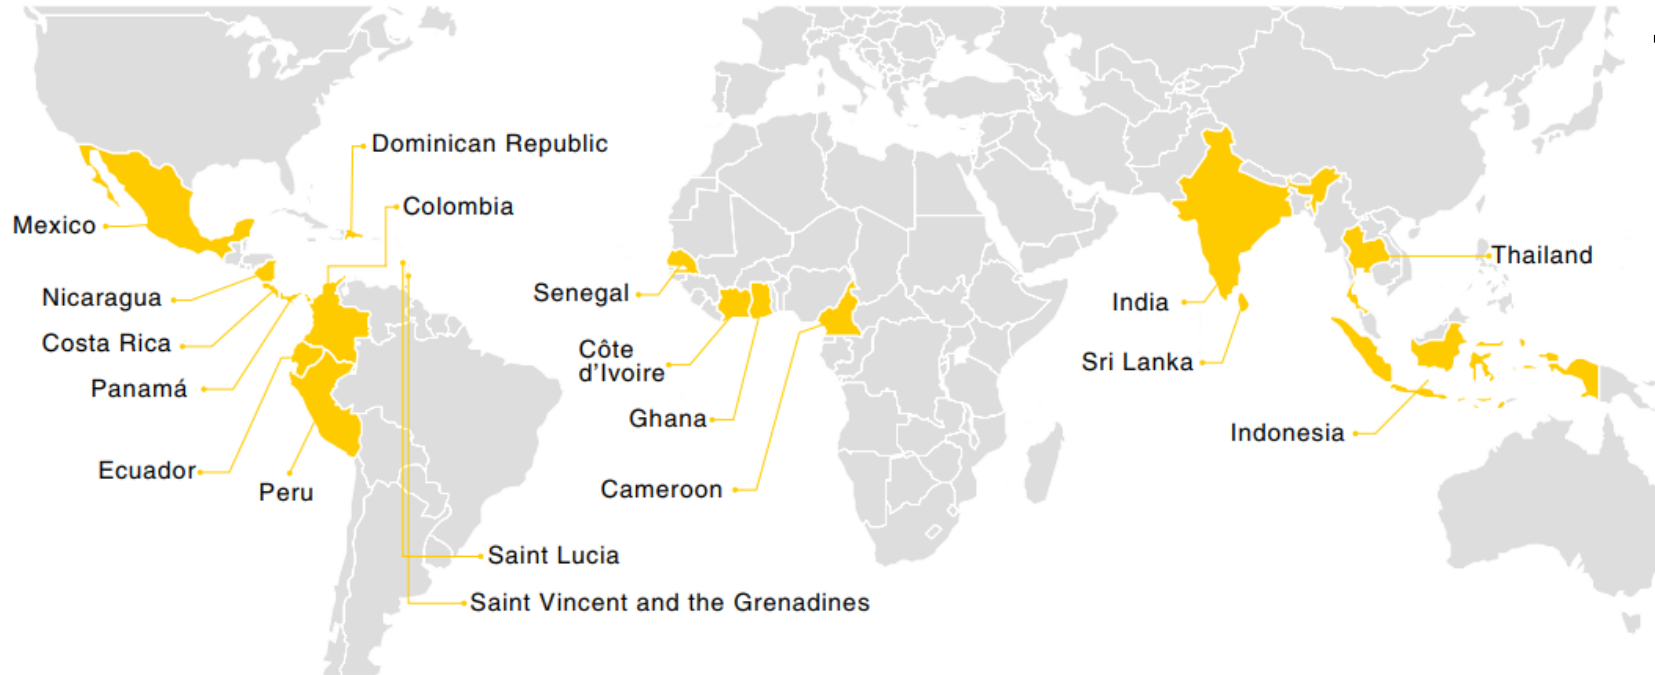 Dominican Republic
Colombia
Mexico
Nicaragua
Costa Rica
Panamá
Ecuador
Peru
Saint Lucia
Saint Vincent and the Grenadines
Senegal
Côte
d'Ivoire
Ghana
Cameroon
India
Sri Lanka
Thailand
Indonesia